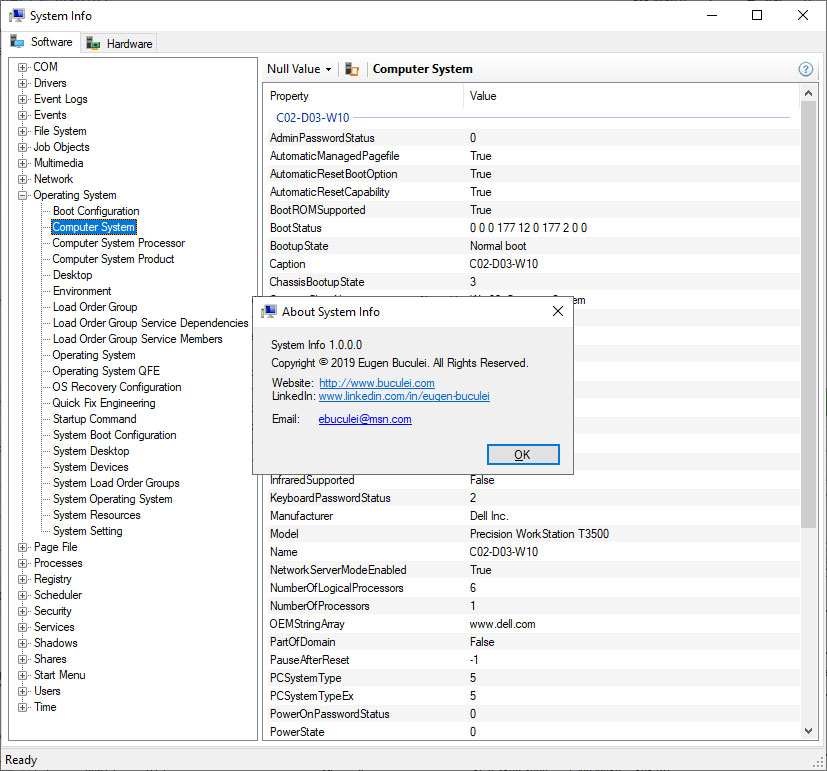 System Info
Software Hardware
COM
Drivers
Event Logs
Events
File System
Job Objects
Multimedia
Network
Operating System
Boot Configuration
Computer System
Computer System Processor
Computer System Product
Desktop
Environment
Load Order Group
Load Order Group Service Dependencies
Load Order Group Service Members
Operating System
Operating System QFE
OS Recovery Configuration
Quick Fix Engineering
Startup Command
System Boot Configuration
System Desktop
System Devices
System Load Order Groups
System Operating System
System Resources
System Setting
Page File
Processes
Registry
Scheduler
Security
Services
Shadows
Shares
Start Menu
Users
Time
Null Value Computer System
Property Value
C02-D03-W10
AdminPasswordStatus 0
AutomaticManagedPagefile True
AutomaticResetBootOption True
AutomaticResetCapability True
BootROMSupported True
BootStatus 0 0 0 177 12 0 177 2 0 0
BootupState Normal boot
Caption C02-D03-W10
ChassisBootupState 3
About System Info
System Info 1.0.0.0
Copyright © 2019 Eugen Buculei. All Rights Reserved.
Website: http://www.buculei.com
LinkedIn: www.linkedin.com/in/eugen-buculei
Email: ebuculei@msn.com
OK
InfraredSupported False
KeyboardPasswordStatus 2
Manufacturer Dell Inc.
Model Precision WorkStation T3500
Name C02-D03-W10
NetworkServerModeEnabled True
NumberOfLogicalProcessors 6
NumberOfProcessors 1
OEMStringArray www.dell.com
PartOfDomain False
PauseAfterReset -1
PCSystemType 5
PCSystemTypeEx 5
PowerOnPasswordStatus 0
PowerState 0
Ready